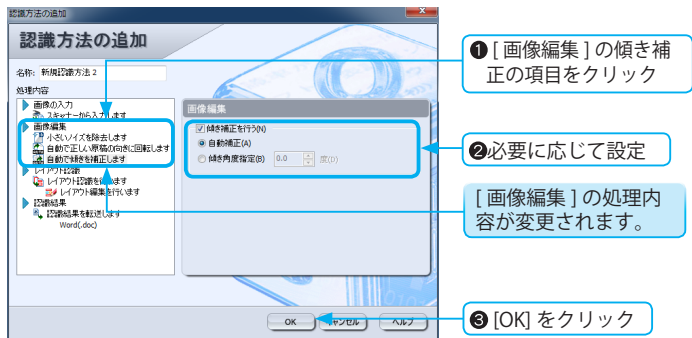 認識方法の追加
認識方法の追加
名称: 新規認識方法 2
処理内容
画像の入力
スキャナーから入力します
画像編集
小さいノイズを除去します
自動で正しい原稿の向きに回転します
自動で傾きを補正します
レイアウト認識
レイアウト認識を行います
レイアウト編集を行います
認識結果
認識結果を転送します
Word(.doc)
画像編集
傾き補正を行う(N)
自動補正(A)
傾き角度指定(B) 0.0 度(D)
OK キャンセル ヘルプ
❶ [ 画像編集 ] の傾き補
正の項目をクリック
❷必要に応じて設定
[ 画像編集 ] の処理内
容が変更されます。
❸ [OK] をクリック